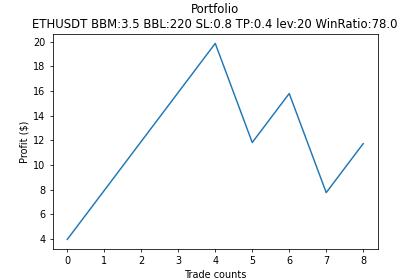 Portfolio
ETHUSDT BBM:3.5 BBL:220 SL:0.8 TP:0.4 lev:20 WinRatio:78.0
20
18
16
14
12
10
8
6
4
Profit ($)
0 1 2 3 4 5 6 7 8
Trade counts